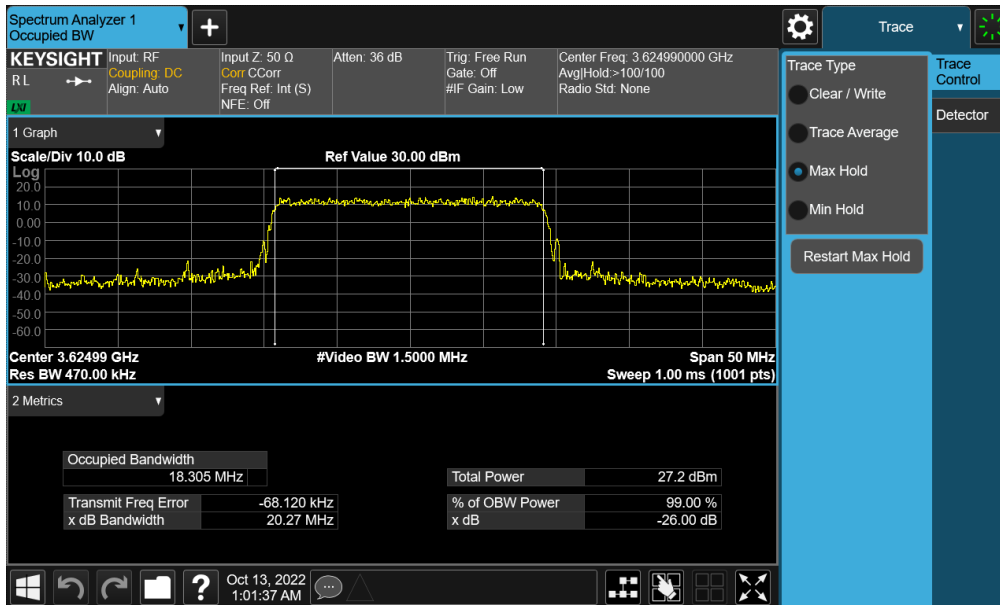 Spectrum Analyzer 1
Occupied BW
+
Trace
KEYSIGHT
R L
LXI
Input: RF
Coupling: DC
Align: Auto
Input Z: 50 Ω
Corr CCorr
Freq Ref: Int (S)
NFE: Off
Atten: 36 dB
Trig: Free Run
Gate: Off
#IF Gain: Low
Center Freq: 3.624990000 GHz
Avg|Hold:>100/100
Radio Std: None
Trace Type
Clear / Write
Trace Average
Max Hold
Min Hold
Restart Max Hold
Trace
Control
Detector
1 Graph
Scale/Div 10.0 dB
Ref Value 30.00 dBm
Log
20.0
10.0
0.00
-10.0
-20.0
-30.0
-40.0
-50.0
-60.0
Center 3.62499 GHz
#Video BW 1.5000 MHz
Span 50 MHz
Res BW 470.00 kHz
Sweep 1.00 ms (1001 pts)
2 Metrics
Occupied Bandwidth
18.305 MHz
Total Power 27.2 dBm
Transmit Freq Error -68.120 kHz
% of OBW Power 99.00 %
x dB Bandwidth 20.27 MHz
x dB -26.00 dB
?
Oct 13, 2022
1:01:37 AM